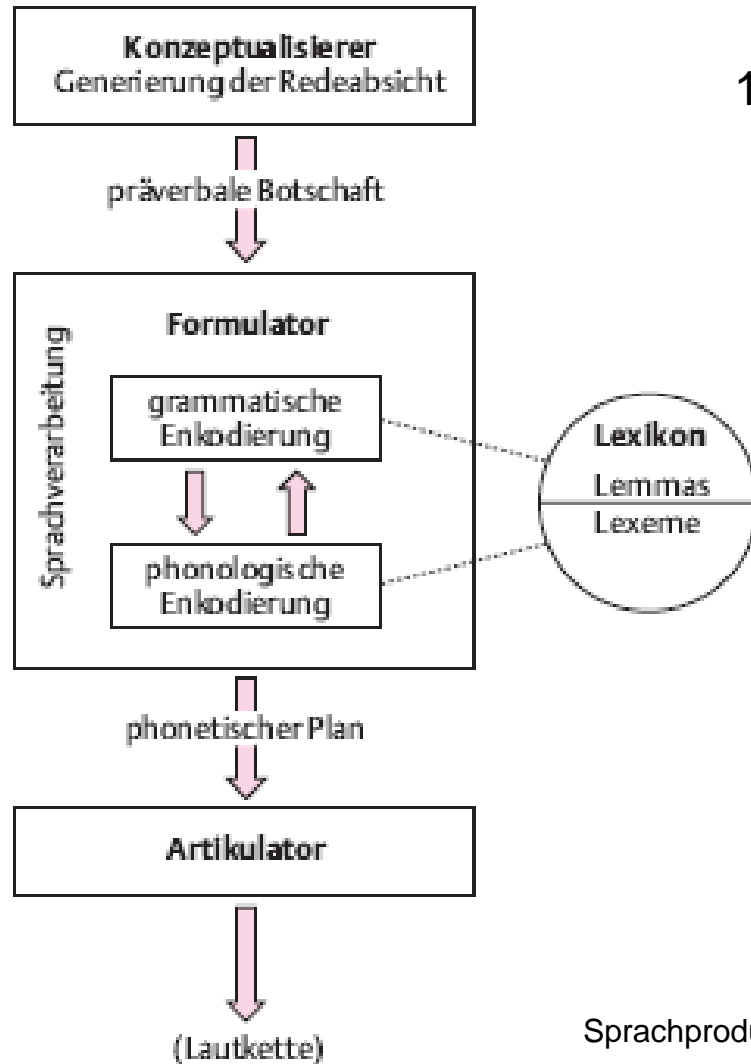 Konzeptualisierer
Generierung der Redeabsicht
1
präverbale Botschaft
Sprachverarbeitung
Formulator
grammatische
Enkodierung
phonologische
Enkodierung
Lexikon
Lemmas
Lexeme
phonetischer Plan
Artikulator
(Lautkette)